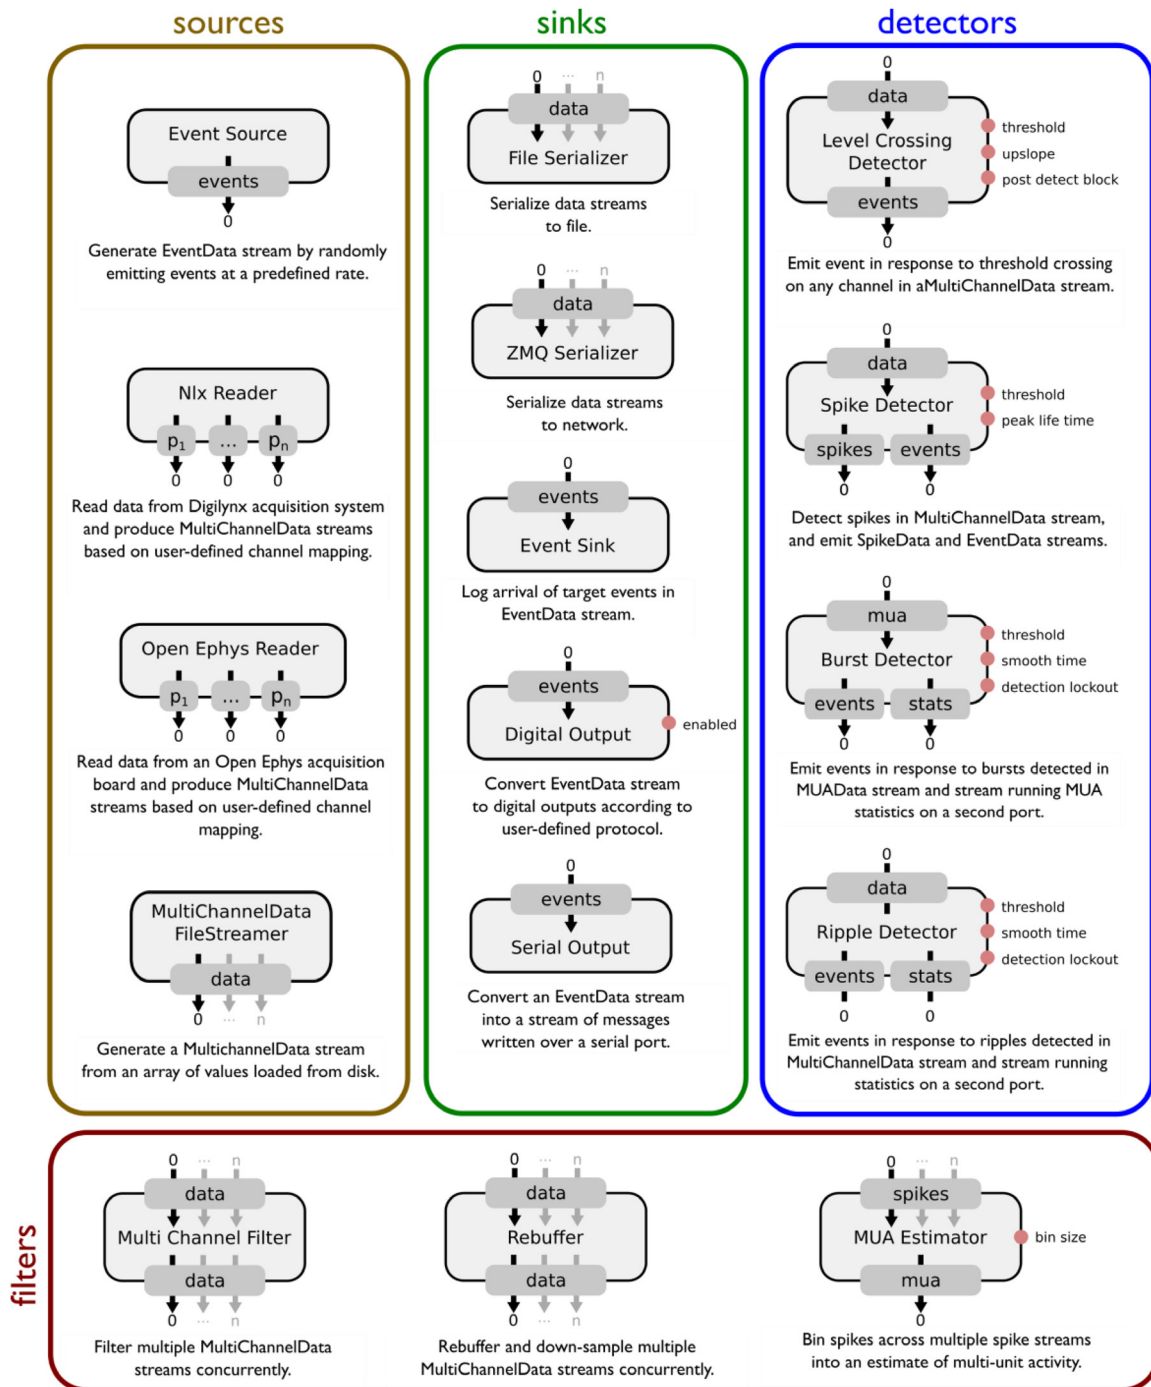 sources
Event Source
events
0
Generate EventData stream by randomly
emitting events at a predefined rate.
Nlx Reader
p1 ... pn
0 0 0
Read data from Digilynx acquisition system
and produce MultiChannelData streams
based on user-defined channel mapping.
Open Ephys Reader
p1 ... pn
0 0 0
Read data from an Open Ephys acquisition
board and produce MultiChannelData
streams based on user-defined channel
mapping.
MultiChannelData
FileStreamer
data
0 ... n
Generate a MultichannelData stream
from an array of values loaded from disk.
sinks
0 ... n
data
File Serializer
Serialize data streams
to file.
0 ... n
data
ZMQ Serializer
Serialize data streams
to network.
0
events
Event Sink
Log arrival of target events in
EventData stream.
0
events
Digital Output
enabled
Convert EventData stream
to digital outputs according to
user-defined protocol.
0
events
Serial Output
Convert an EventData stream
into a stream of messages
written over a serial port.
detectors
0
data
Level Crossing
Detector
threshold
upslope
post detect block
events
0
Emit event in response to threshold crossing
on any channel in aMultiChannelData stream.
0
data
Spike Detector
threshold
peak life time
spikes events
0 0
Detect spikes in MultiChannelData stream,
and emit SpikeData and EventData streams.
0
mua
Burst Detector
threshold
smooth time
detection lockout
events stats
0 0
Emit events in response to bursts detected in
MUAData stream and stream running MUA
statistics on a second port.
0
data
Ripple Detector
threshold
smooth time
detection lockout
events stats
0 0
Emit events in response to ripples detected in
MultiChannelData stream and stream running
statistics on a second port.
filters
0 ... n
data
Multi Channel Filter
data
0 ... n
Filter multiple MultiChannelData
streams concurrently.
0 ... n
data
Rebuffer
data
0 ... n
Rebuffer and down-sample multiple
MultiChannelData streams concurrently.
0 ... n
spikes
MUA Estimator
bin size
mua
0
Bin spikes across multiple spike streams
into an estimate of multi-unit activity.